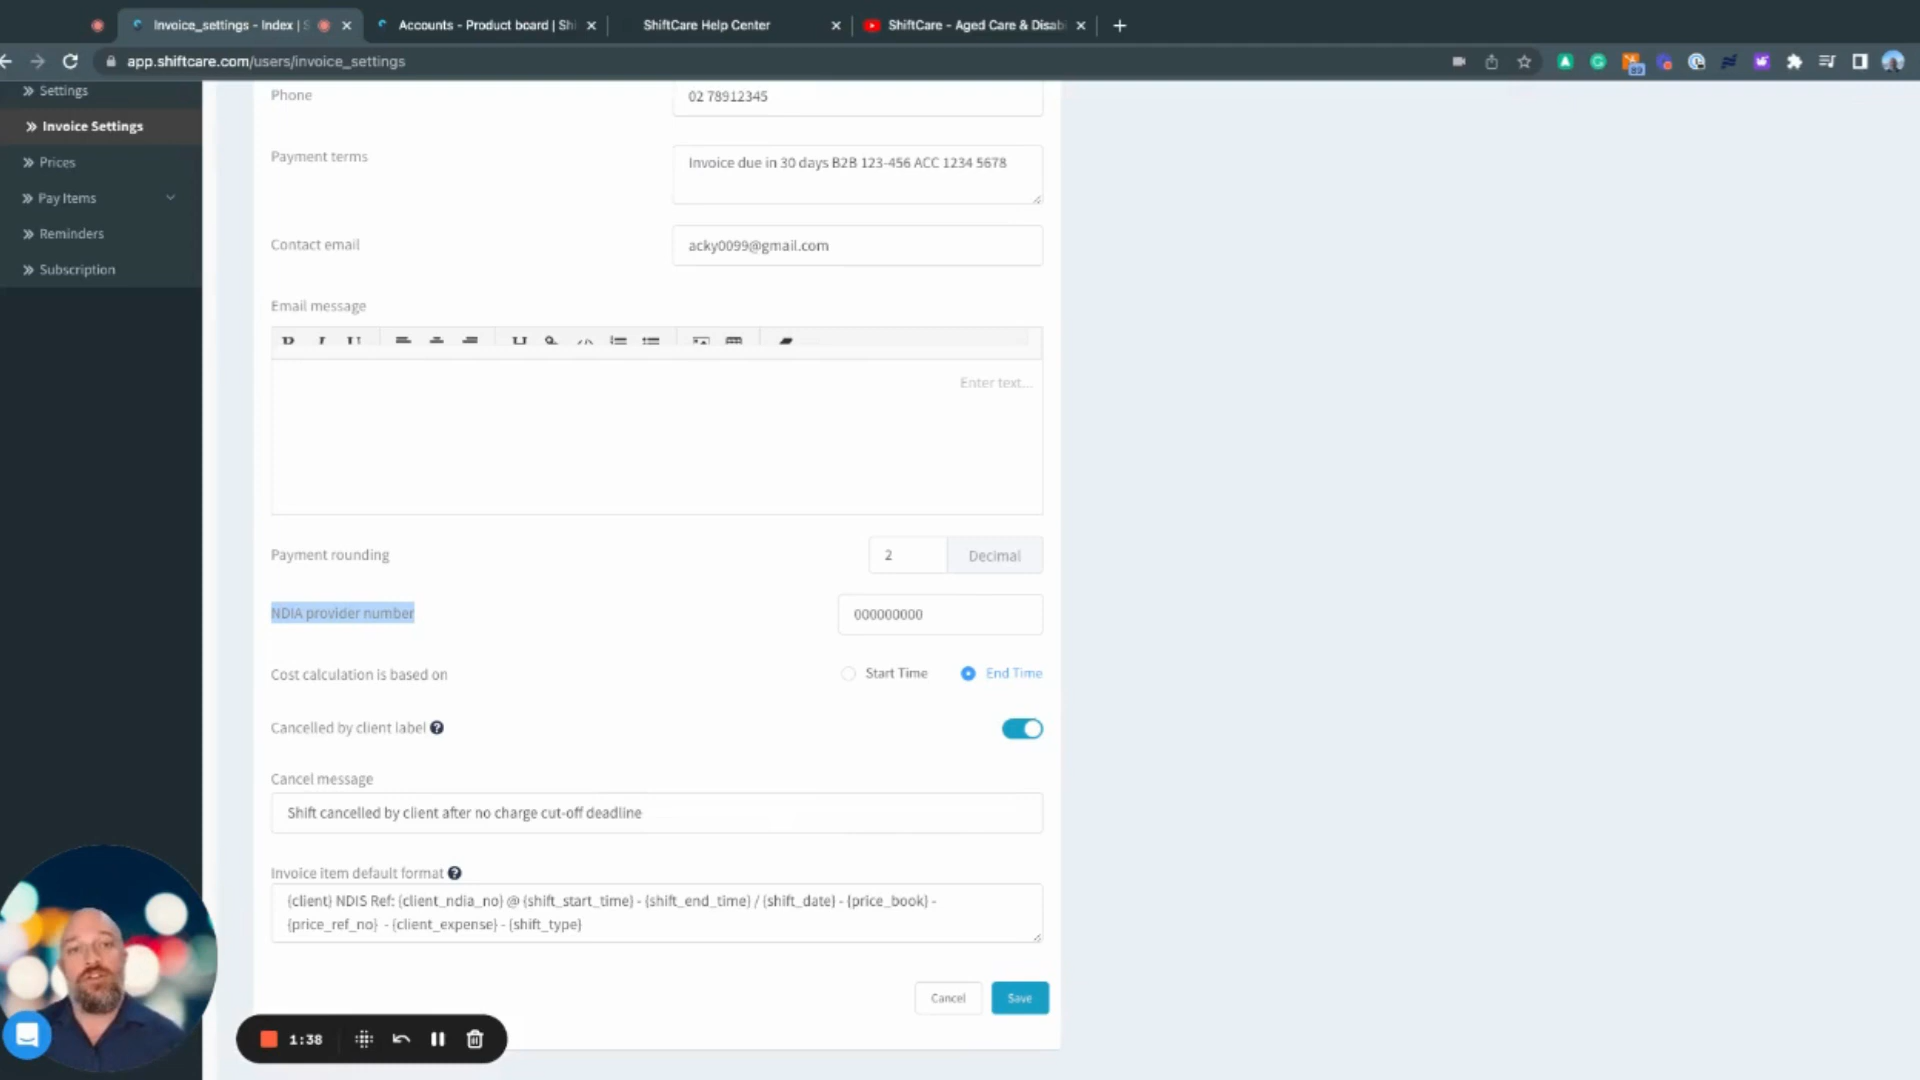 Invoice_settings - Index | S
Accounts - Product board | Shi
ShiftCare Help Center
ShiftCare - Aged Care & Disab
app.shiftcare.com/users/invoice_settings
Settings
Invoice Settings
Prices
Pay Items
Reminders
Subscription
Phone
02 78912345
Payment terms
Invoice due in 30 days B2B 123-456 ACC 1234 5678
Contact email
acky0099@gmail.com
Email message
B I U H </>
Enter text...
Payment rounding
2 Decimal
NDIA provider number
000000000
Cost calculation is based on
Start Time End Time
Cancelled by client label ?
Cancel message
Shift cancelled by client after no charge cut-off deadline
Invoice item default format ?
{client} NDIS Ref: {client_ndia_no} @ {shift_start_time} - {shift_end_time} / {shift_date} - {price_book} -
{price_ref_no} - {client_expense} - {shift_type}
Cancel Save
1:38